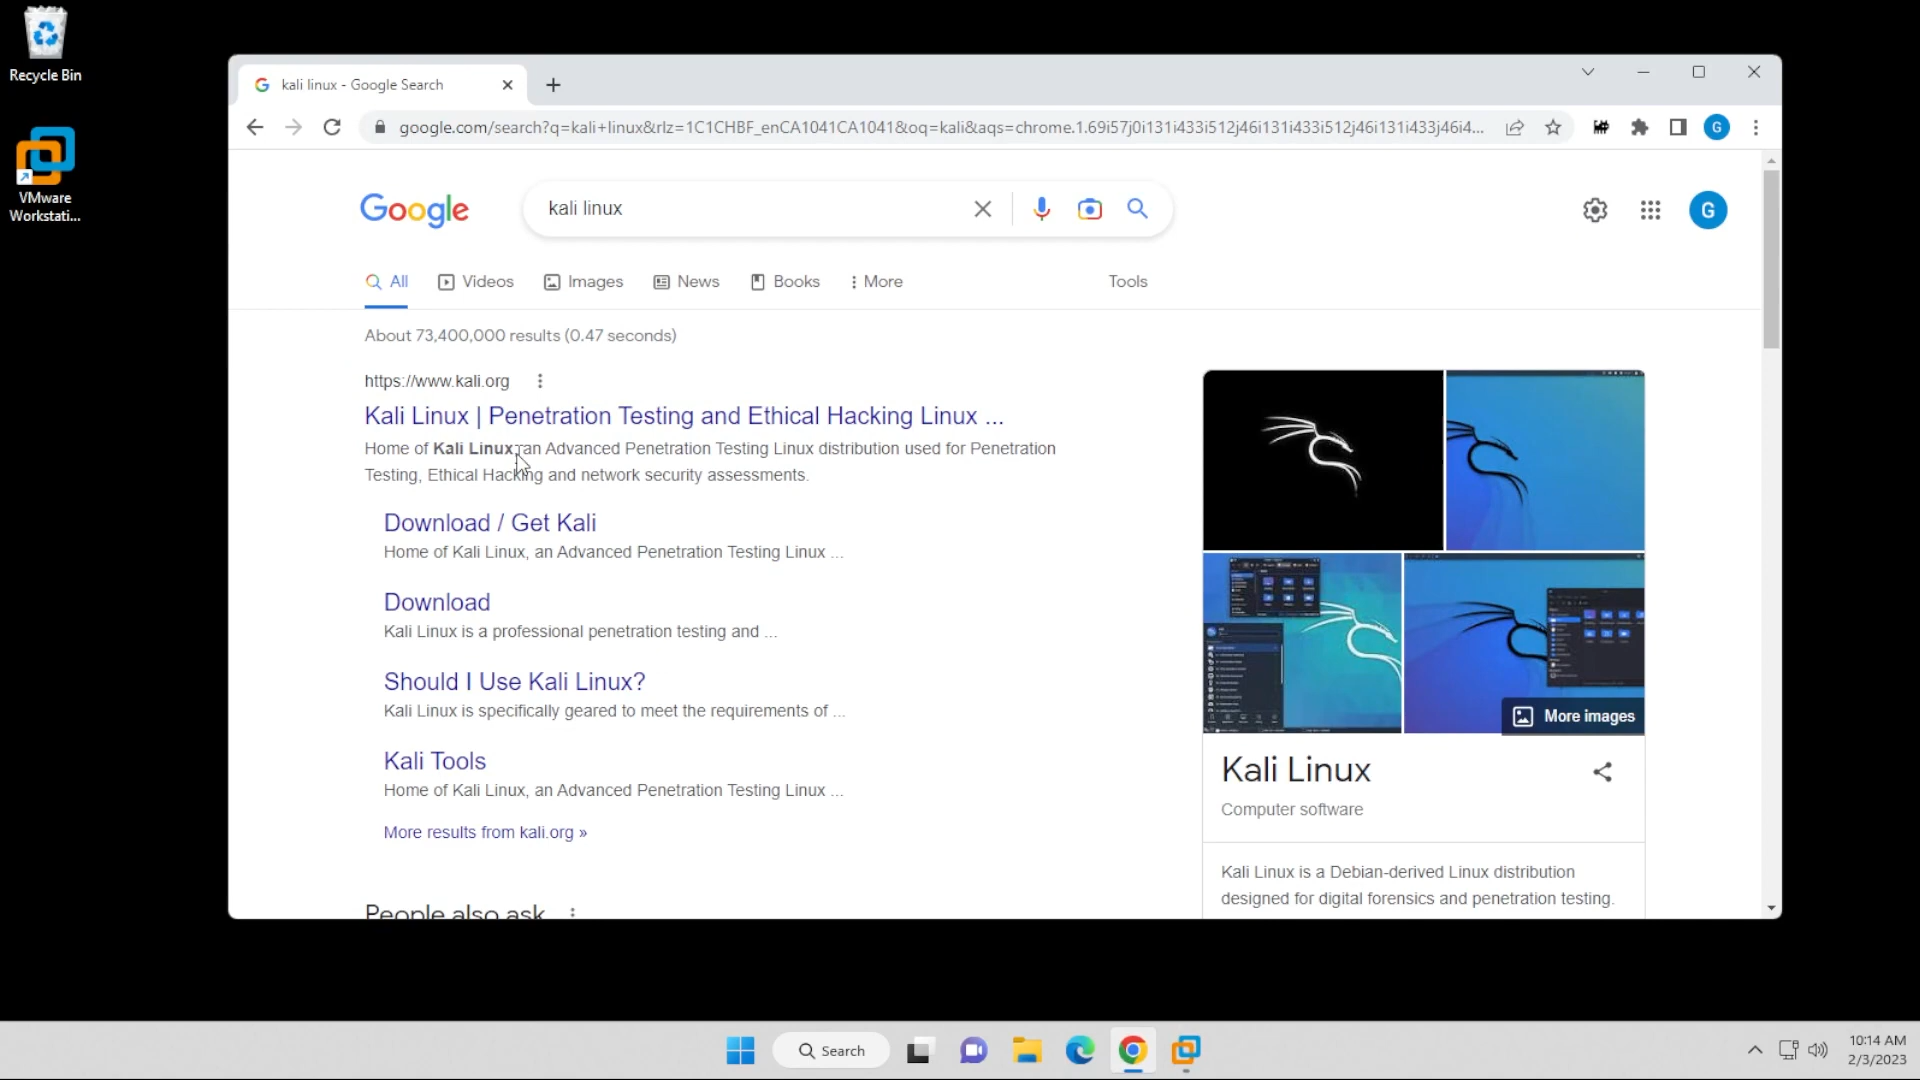 Recycle Bin
VMware
Workstati...
kali linux - Google Search
google.com/search?q=kali+linux&rlz=1C1CHBF_enCA1041CA1041&oq=kali&aqs=chrome.1.69i57j0i131i433i512j46i131i433i512j46i131i433j46i4...
G
Google
kali linux
G
All
Videos
Images
News
Books
More
Tools
About 73,400,000 results (0.47 seconds)
https://www.kali.org
Kali Linux | Penetration Testing and Ethical Hacking Linux ...
Home of Kali Linux, an Advanced Penetration Testing Linux distribution used for Penetration
Testing, Ethical Hacking and network security assessments.
Download / Get Kali
Home of Kali Linux, an Advanced Penetration Testing Linux ...
Download
Kali Linux is a professional penetration testing and ...
Should I Use Kali Linux?
Kali Linux is specifically geared to meet the requirements of ...
Kali Tools
Home of Kali Linux, an Advanced Penetration Testing Linux ...
More results from kali.org »
People also ask
More images
Kali Linux
Computer software
Kali Linux is a Debian-derived Linux distribution
designed for digital forensics and penetration testing.
Search
10:14 AM
2/3/2023